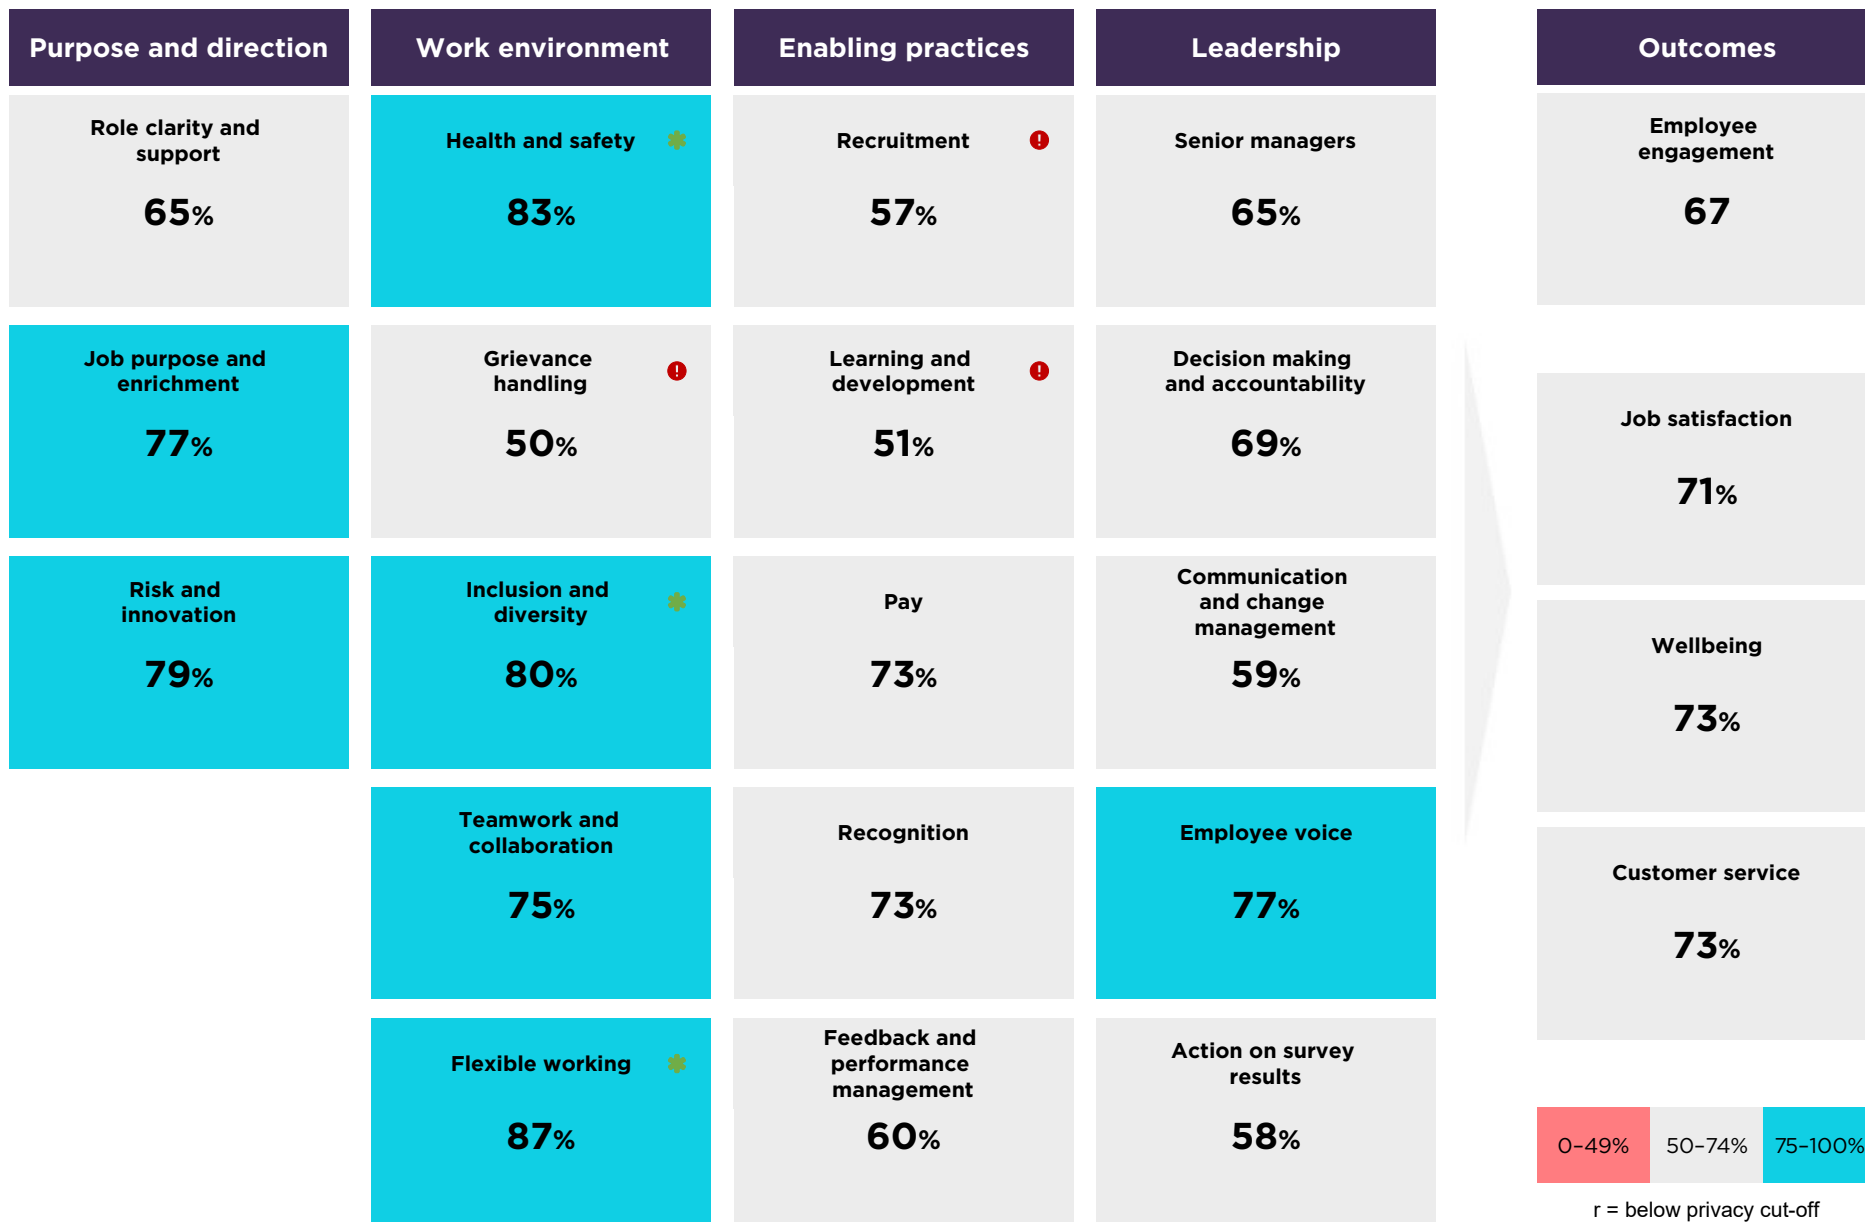 Purpose and direction
Role clarity and
support
65%
Job purpose and
enrichment
77%
Risk and
innovation
79%
Work environment
Health and safety
83%
Grievance
handling
50%
Inclusion and
diversity
80%
Teamwork and
collaboration
75%
Flexible working
87%
Enabling practices
Recruitment
57%
Learning and
development
51%
Pay
73%
Recognition
73%
Feedback and
performance
management
60%
Leadership
Senior managers
65%
Decision making
and accountability
69%
Communication
and change
management
59%
Employee voice
77%
Action on survey
results
58%
Outcomes
Employee
engagement
67
Job satisfaction
71%
Wellbeing
73%
Customer service
73%
0–49%
50–74%
75–100%
r = below privacy cut-off